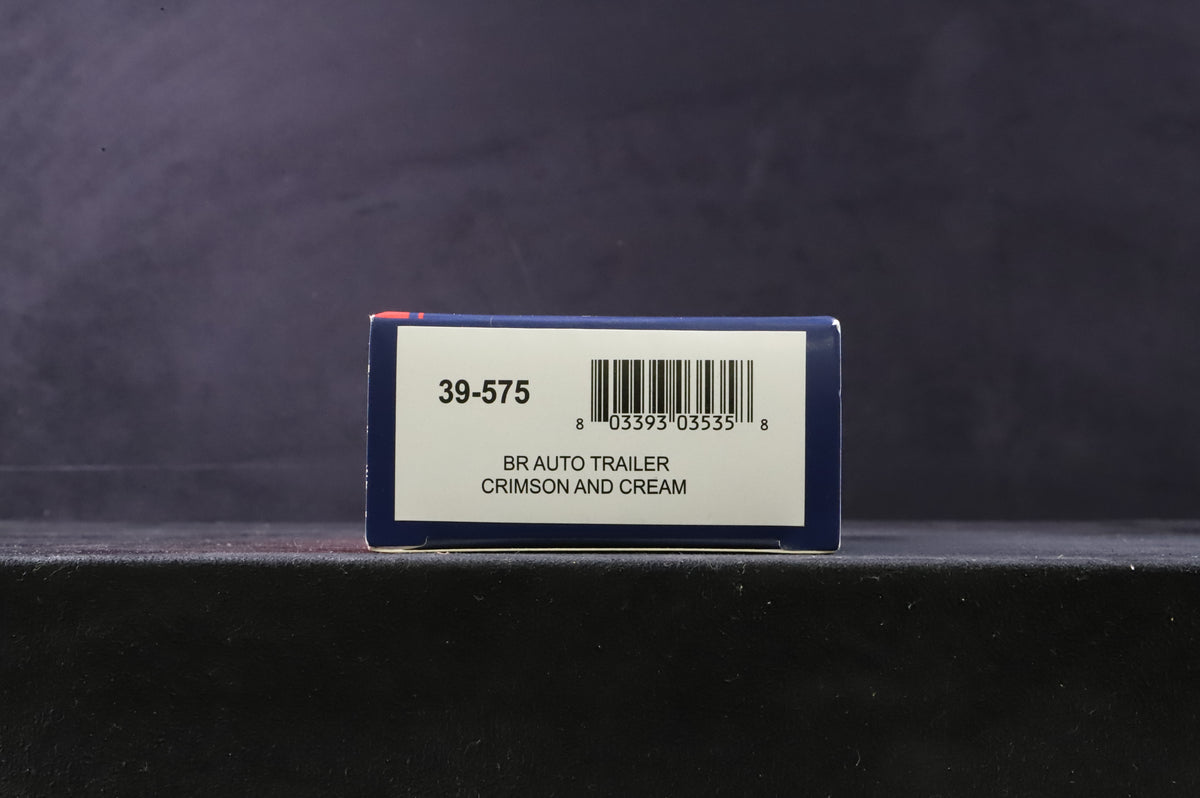 39-575
8 03393 03535 8
BR AUTO TRAILER
CRIMSON AND CREAM